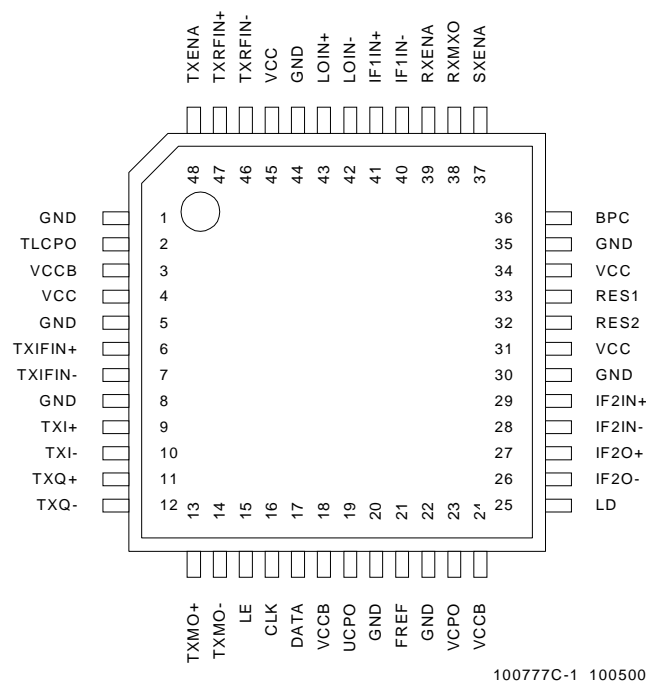 TXENA
TXRFIN+
TXRFIN-
VCC
GND
LOIN+
LOIN-
IF1IN+
IF1IN-
RXENA
RXMXO
SXENA
48 47 46 45 44 43 42 41 40 39 38 37
GND 1 36 BPC
TLCPO 2 35 GND
VCCB 3 34 VCC
VCC 4 33 RES1
GND 5 32 RES2
TXIFIN+ 6 31 VCC
TXIFIN- 7 30 GND
GND 8 29 IF2IN+
TXI+ 9 28 IF2IN-
TXI- 10 27 IF2O+
TXQ+ 11 26 IF2O-
TXQ- 12 25 LD
13 14 15 16 17 18 19 20 21 22 23 24
TXMO+
TXMO-
LE
CLK
DATA
VCCB
UCPO
GND
FREF
GND
VCPO
VCCB
100777C-1 100500